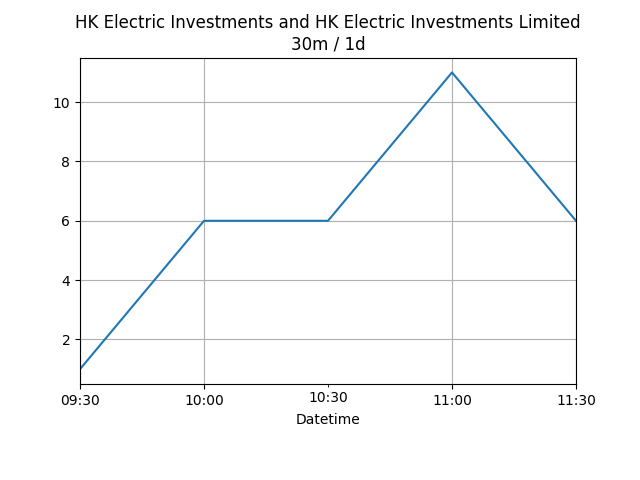 HK Electric Investments and HK Electric Investments Limited
30m / 1d
10
8
6
4
2
09:30 10:00 10:30 11:00 11:30
Datetime